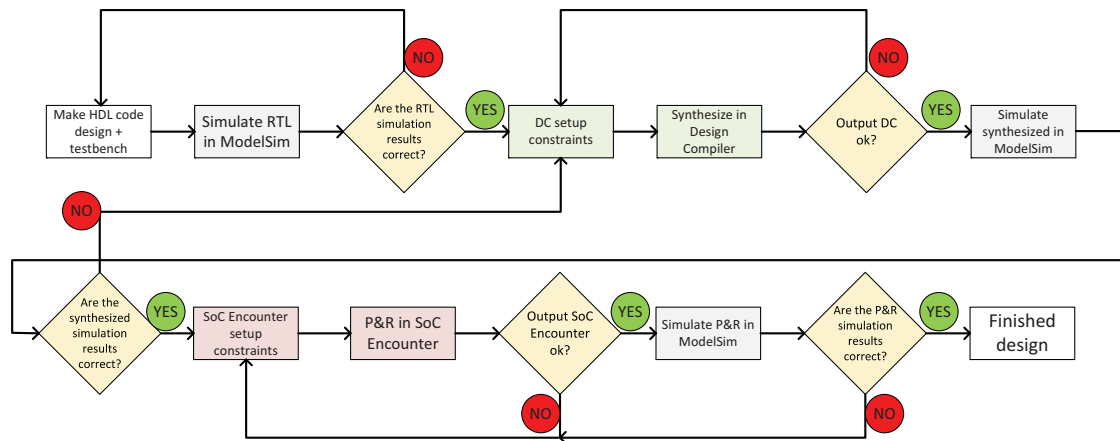 NO
NO
Make HDL code
design +
testbench
Simulate RTL
in ModelSim
Are the RTL
simulation
results
correct?
YES
DC setup
constraints
Synthesize in
Design
Compiler
Output DC
ok?
YES
Simulate
synthesized in
ModelSim
NO
Are the
synthesized
simulation
results
correct?
YES
SoC Encounter
setup
constraints
P&R in SoC
Encounter
Output SoC
Encounter
ok?
YES
Simulate P&R in
ModelSim
Are the P&R
simulation
results
correct?
YES
Finished
design
NO
NO